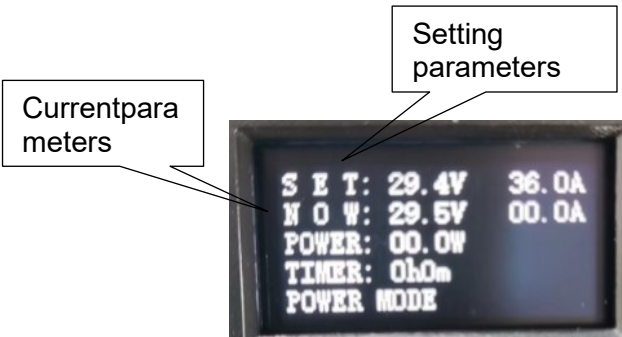 Setting
parameters
Currentpara
meters
S E T: 29.4V 36.0A
N O W: 29.5V 00.0A
POWER: 00.0W
TIMER: 0h0m
POWER MODE